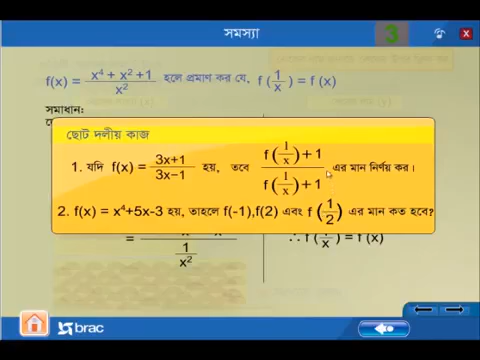 সমস্যা
3
f(x) = x⁴ + x² +1 / x² হলে প্রমাণ কর যে, f (1/x) = f (x)
সমাধান:
ছোট দলীয় কাজ
1. যদি f(x) = 3x+1 / 3x−1 হয়, তবে f(1/x) + 1 / f(1/x) + 1 এর মান নির্ণয় কর।
2. f(x) = x⁴+5x-3 হয়, তাহলে f(-1),f(2) এবং f (1/2) এর মান কত হবে?
= 1/x²
∴ f (1/x) = f (x)
brac